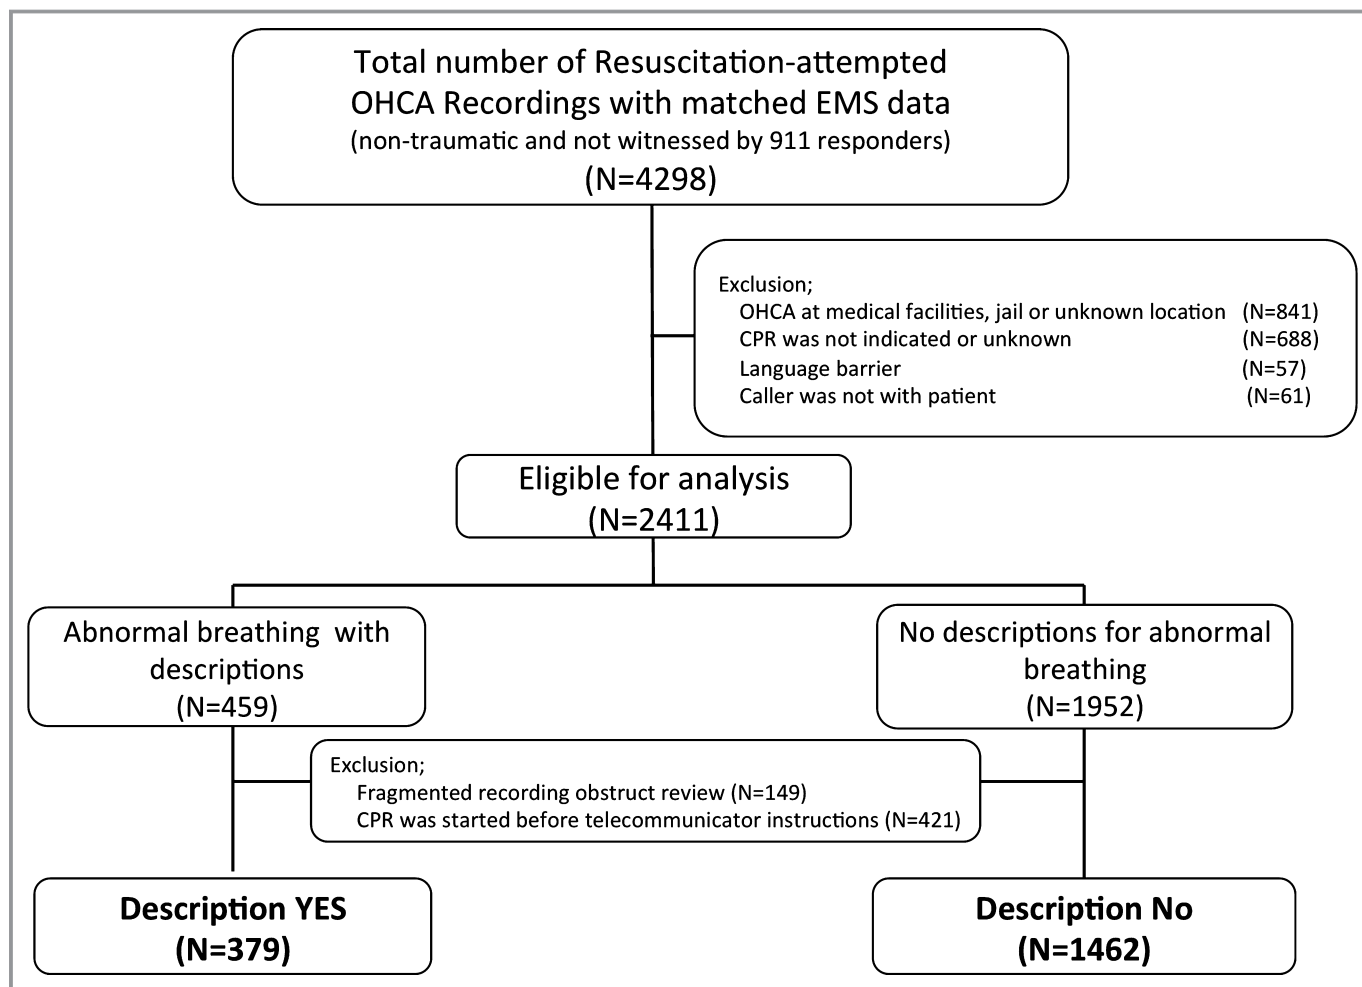 Total number of Resuscitation-attempted
OHCA Recordings with matched EMS data
(non-traumatic and not witnessed by 911 responders)
(N=4298)
Exclusion;
OHCA at medical facilities, jail or unknown location (N=841)
CPR was not indicated or unknown (N=688)
Language barrier (N=57)
Caller was not with patient (N=61)
Eligible for analysis
(N=2411)
Abnormal breathing with
descriptions
(N=459)
No descriptions for abnormal
breathing
(N=1952)
Exclusion;
Fragmented recording obstruct review (N=149)
CPR was started before telecommunicator instructions (N=421)
Description YES
(N=379)
Description No
(N=1462)